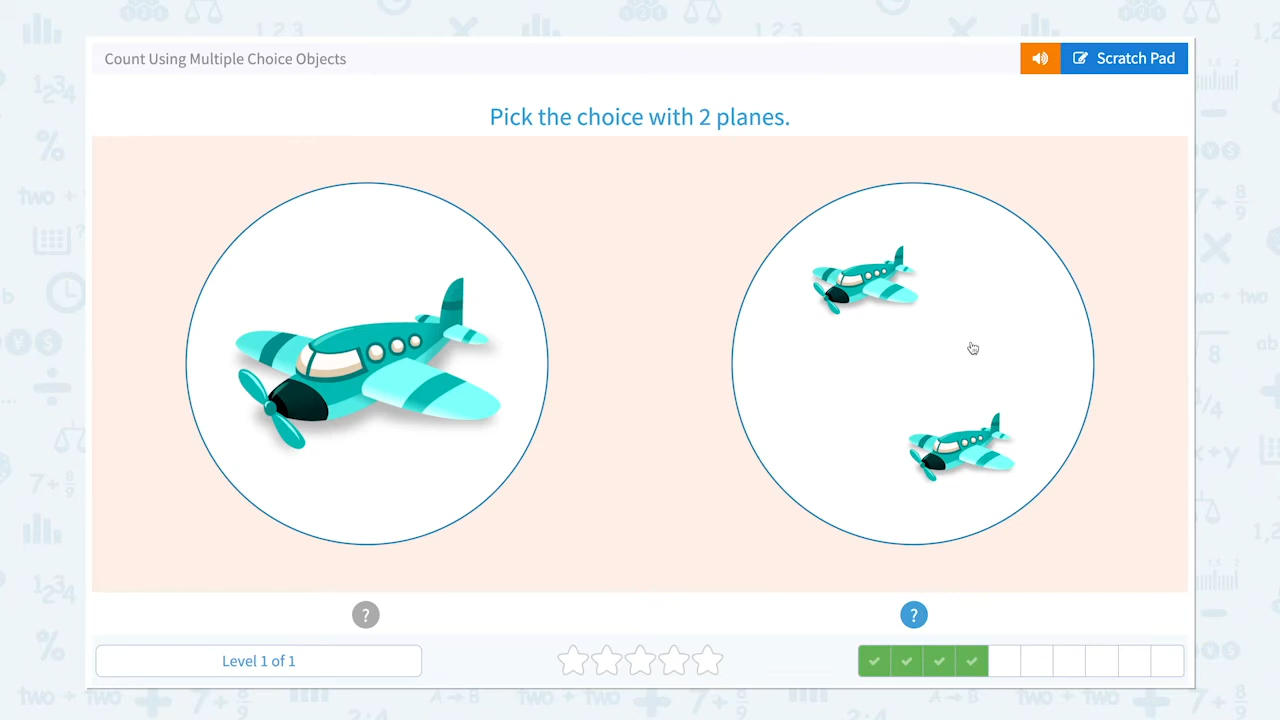 Count Using Multiple Choice Objects
Scratch Pad
Pick the choice with 2 planes.
?
?
Level 1 of 1